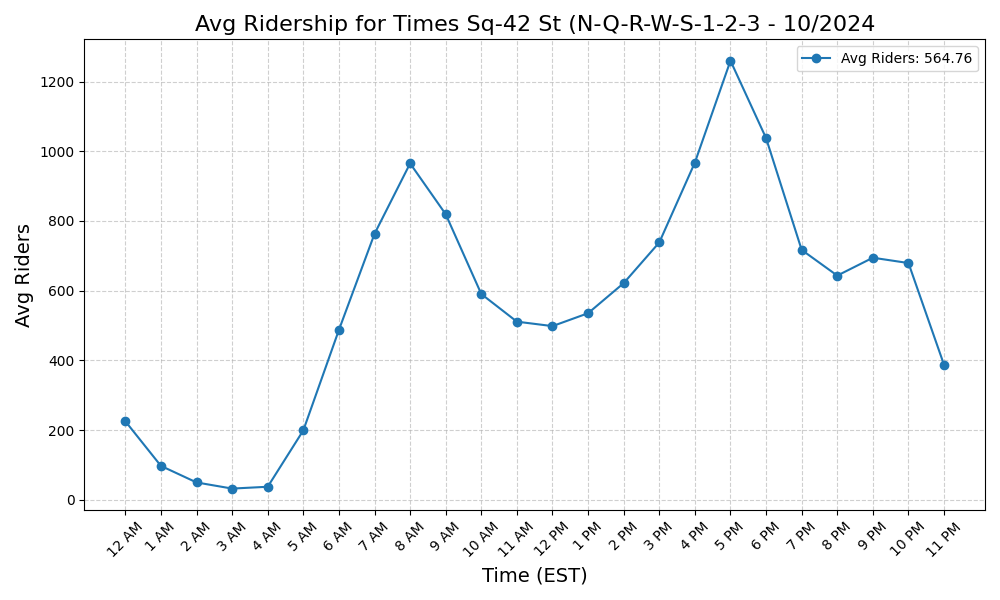 Avg Ridership for Times Sq-42 St (N-Q-R-W-S-1-2-3 - 10/2024
Avg Riders: 564.76
Avg Riders
1200
1000
800
600
400
200
0
12 AM
1 AM
2 AM
3 AM
4 AM
5 AM
6 AM
7 AM
8 AM
9 AM
10 AM
11 AM
12 PM
1 PM
2 PM
3 PM
4 PM
5 PM
6 PM
7 PM
8 PM
9 PM
10 PM
11 PM
Time (EST)